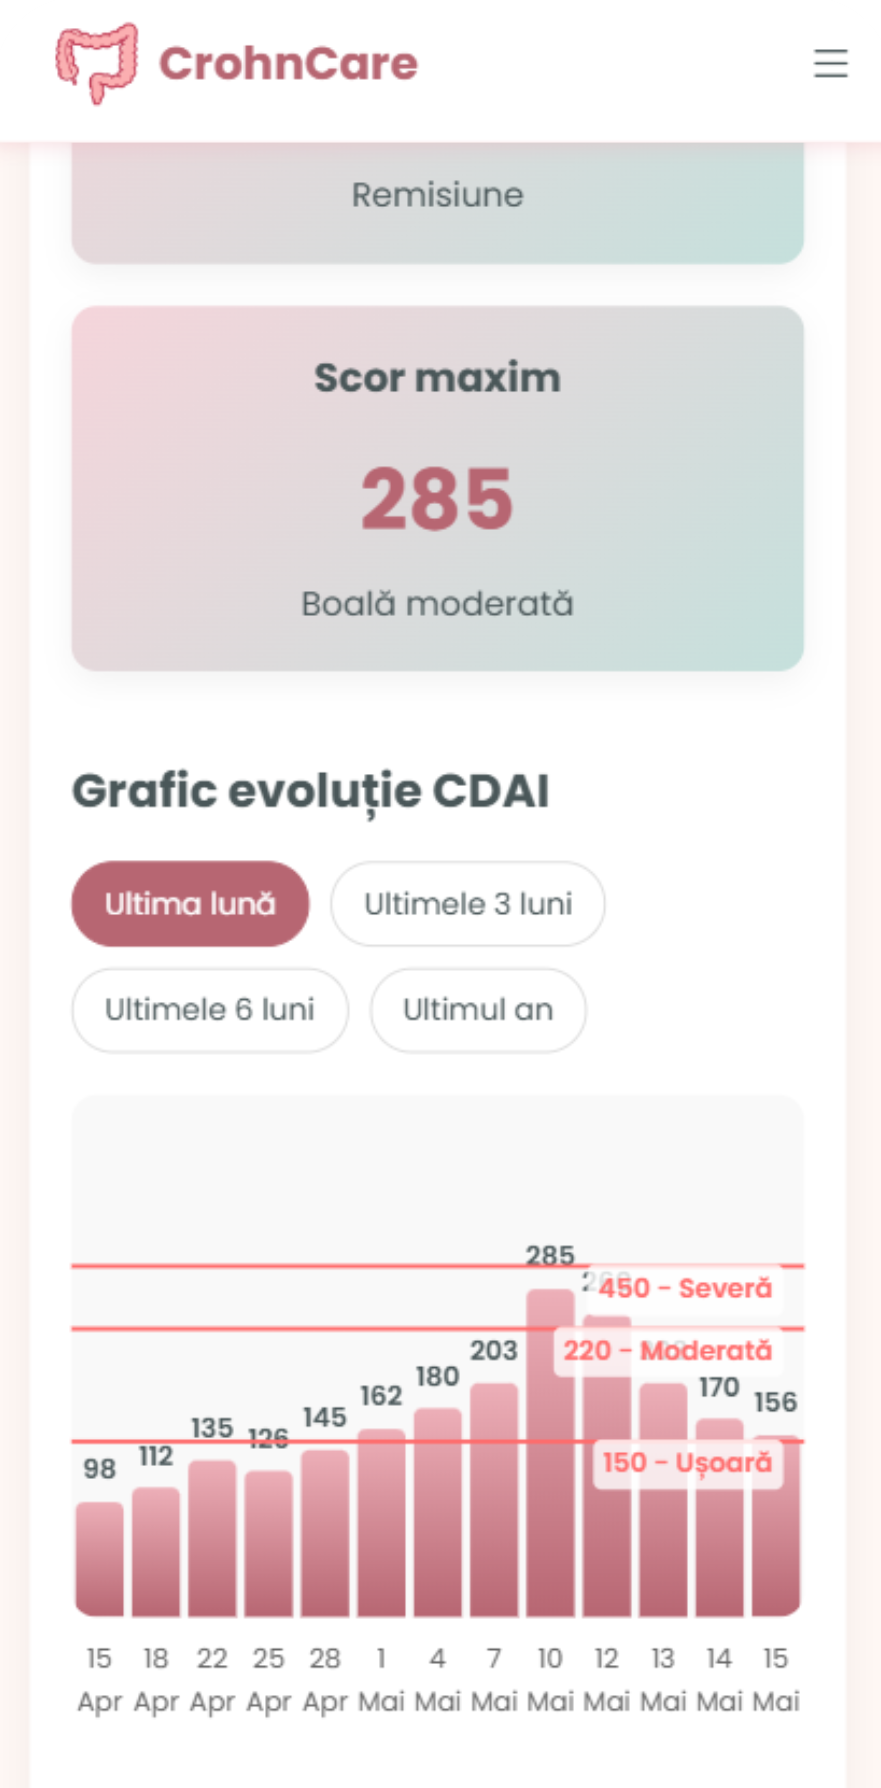 CrohnCare
Remisiune
Scor maxim
285
Boală moderată
Grafic evoluție CDAI
Ultima lună
Ultimele 3 luni
Ultimele 6 luni
Ultimul an
285
450 - Severă
203
220 - Moderată
180
170
162
156
145
135
126
112
98
150 - Ușoară
15 18 22 25 28 1 4 7 10 12 13 14 15
Apr Apr Apr Apr Apr Mai Mai Mai Mai Mai Mai Mai Mai